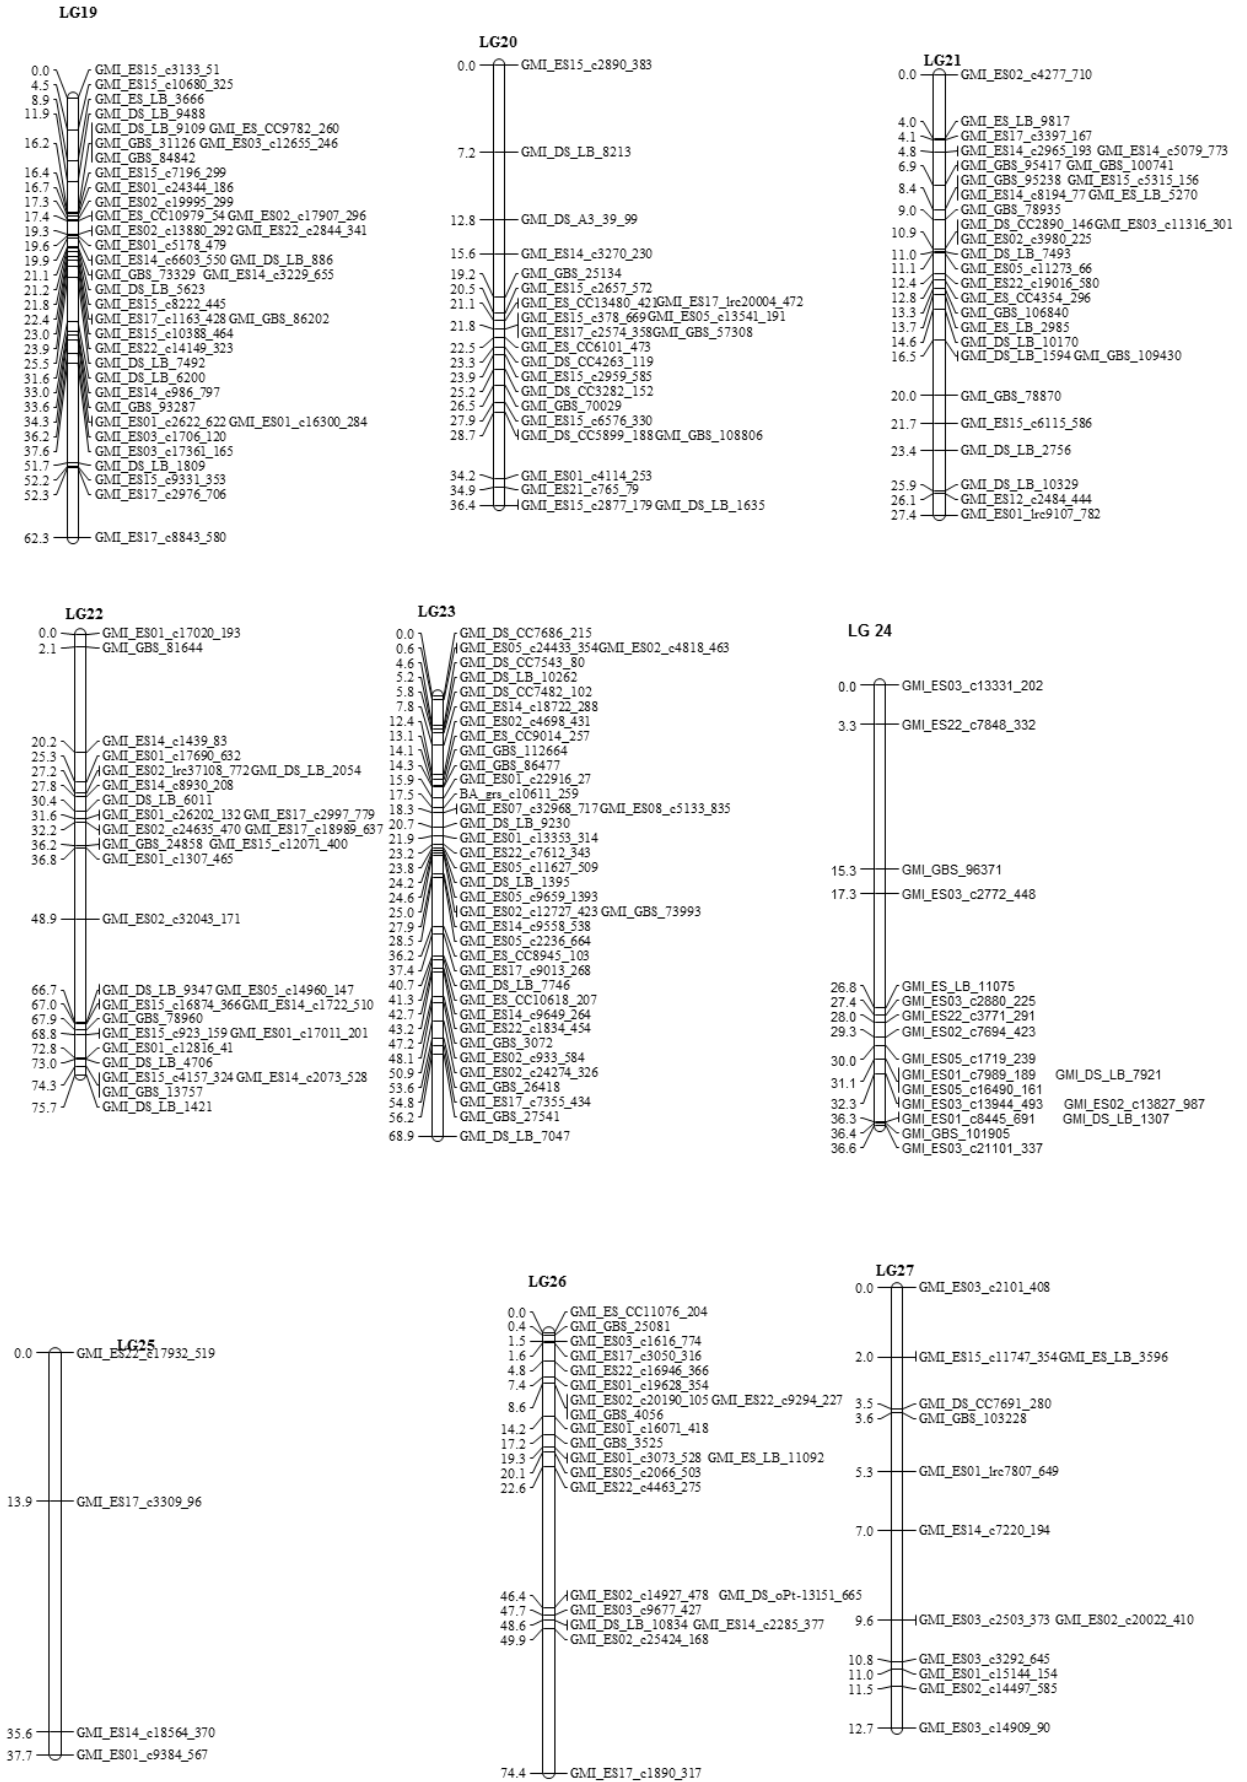 LG19
0.0 GMI_ES15_c3133_51
4.5 GMI_ES15_c10680_325
8.9 GMI_ES_LB_3666
11.9 GMI_DS_LB_9488
GMI_DS_LB_9109 GMI_ES_CC9782_260
16.2 GMI_GBS_31126 GMI_ES03_c12655_246
GMI_GBS_84842
16.4 GMI_ES15_c7196_299
16.7 GMI_ES01_c24344_186
17.3 GMI_ES02_c19995_299
17.4 GMI_ES_CC10979_54 GMI_ES02_c17907_296
19.3 GMI_ES02_c13880_292 GMI_ES22_c2844_341
19.6 GMI_ES01_c5178_479
19.9 GMI_ES14_c6603_550 GMI_DS_LB_886
21.1 GMI_GBS_73329 GMI_ES14_c3229_655
21.2 GMI_DS_LB_5623
21.8 GMI_ES15_c8222_445
22.4 GMI_ES17_c1163_428 GMI_GBS_86202
23.0 GMI_ES15_c10388_464
23.9 GMI_ES22_c14149_323
25.5 GMI_DS_LB_7492
31.6 GMI_DS_LB_6200
33.0 GMI_ES14_c986_797
33.6 GMI_GBS_93287
34.3 GMI_ES01_c2622_622 GMI_ES01_c16300_284
36.2 GMI_ES03_c1706_120
37.6 GMI_ES03_c17361_165
51.7 GMI_DS_LB_1809
52.2 GMI_ES15_c9331_353
52.3 GMI_ES17_c2976_706
62.3 GMI_ES17_c8843_580
LG20
0.0 GMI_ES15_c2890_383
7.2 GMI_DS_LB_8213
12.8 GMI_DS_A3_39_99
15.6 GMI_ES14_c3270_230
19.2 GMI_GBS_25134
20.5 GMI_ES15_c2657_572
21.1 GMI_ES_CC13480_421 GMI_ES17_lrc20004_472
GMI_ES15_c378_669 GMI_ES05_c13541_191
21.8 GMI_ES17_c2574_358 GMI_GBS_57308
22.5 GMI_ES_CC6101_473
23.3 GMI_DS_CC4263_119
23.9 GMI_ES15_c2959_585
25.2 GMI_DS_CC3282_152
26.5 GMI_GBS_70029
27.9 GMI_ES15_c6576_330
28.7 GMI_DS_CC5899_188 GMI_GBS_108806
34.2 GMI_ES01_c4114_253
34.9 GMI_ES21_c765_79
36.4 GMI_ES15_c2877_179 GMI_DS_LB_1635
LG21
0.0 GMI_ES02_c4277_710
4.0 GMI_ES_LB_9817
4.1 GMI_ES17_c3397_167
4.8 GMI_ES14_c2965_193 GMI_ES14_c5079_773
6.9 GMI_GBS_95417 GMI_GBS_100741
GMI_GBS_95238 GMI_ES15_c5315_156
8.4 GMI_ES14_c8194_77 GMI_ES_LB_5270
9.0 GMI_GBS_78935
GMI_DS_CC2890_146 GMI_ES03_c11316_301
10.9 GMI_ES02_c3980_225
11.0 GMI_DS_LB_7493
11.1 GMI_ES05_c11273_66
12.4 GMI_ES22_c19016_580
12.8 GMI_ES_CC4354_296
13.3 GMI_GBS_106840
13.7 GMI_ES_LB_2985
14.6 GMI_DS_LB_10170
16.5 GMI_DS_LB_1594 GMI_GBS_109430
20.0 GMI_GBS_78870
21.7 GMI_ES15_c6115_586
23.4 GMI_DS_LB_2756
25.9 GMI_DS_LB_10329
26.1 GMI_ES12_c2484_444
27.4 GMI_ES01_lrc9107_782
LG22
0.0 GMI_ES01_c17020_193
2.1 GMI_GBS_81644
20.2 GMI_ES14_c1439_83
25.3 GMI_ES01_c17690_632
27.2 GMI_ES02_lrc37108_772 GMI_DS_LB_2054
27.8 GMI_ES14_c8930_208
30.4 GMI_DS_LB_6011
31.6 GMI_ES01_c26202_132 GMI_ES17_c2997_779
32.2 GMI_ES02_c24635_470 GMI_ES17_c18989_637
36.2 GMI_GBS_24858 GMI_ES15_c12071_400
36.8 GMI_ES01_c1307_465
48.9 GMI_ES02_c32043_171
66.7 GMI_DS_LB_9347 GMI_ES05_c14960_147
67.0 GMI_ES15_c16874_366 GMI_ES14_c1722_510
67.9 GMI_GBS_78960
68.8 GMI_ES15_c923_159 GMI_ES01_c17011_201
72.8 GMI_ES01_c12816_41
73.0 GMI_DS_LB_4706
74.3 GMI_ES15_c4157_324 GMI_ES14_c2073_528
GMI_GBS_13757
75.7 GMI_DS_LB_1421
LG23
0.0 GMI_DS_CC7686_215
0.6 GMI_ES05_c24433_354 GMI_ES02_c4818_463
4.6 GMI_DS_CC7543_80
5.2 GMI_DS_LB_10262
5.8 GMI_DS_CC7482_102
7.8 GMI_ES14_c18722_288
12.4 GMI_ES02_c4698_431
13.1 GMI_ES_CC9014_257
14.1 GMI_GBS_112664
14.3 GMI_GBS_86477
15.9 GMI_ES01_c22916_27
17.5 BA_grs_c10611_259
18.3 GMI_ES07_c32968_717 GMI_ES08_c5133_835
20.7 GMI_DS_LB_9230
21.9 GMI_ES01_c13353_314
23.2 GMI_ES22_c7612_343
23.8 GMI_ES05_c11627_509
24.2 GMI_DS_LB_1395
24.6 GMI_ES05_c9659_1393
25.0 GMI_ES02_c12727_423 GMI_GBS_73993
27.9 GMI_ES14_c9558_538
28.5 GMI_ES05_c2236_664
36.2 GMI_ES_CC8945_103
37.4 GMI_ES17_c9013_268
40.7 GMI_DS_LB_7746
41.3 GMI_ES_CC10618_207
42.7 GMI_ES14_c9649_264
43.2 GMI_ES22_c1834_454
47.2 GMI_GBS_3072
48.1 GMI_ES02_c933_584
50.9 GMI_ES02_c24274_326
53.6 GMI_GBS_26418
54.8 GMI_ES17_c7355_434
56.2 GMI_GBS_27541
68.9 GMI_DS_LB_7047
LG 24
0.0 GMI_ES03_c13331_202
3.3 GMI_ES22_c7848_332
15.3 GMI_GBS_96371
17.3 GMI_ES03_c2772_448
26.8 GMI_ES_LB_11075
27.4 GMI_ES03_c2880_225
28.0 GMI_ES22_c3771_291
29.3 GMI_ES02_c7694_423
30.0 GMI_ES05_c1719_239
31.1 GMI_ES01_c7989_189 GMI_DS_LB_7921
GMI_ES05_c16490_161
32.3 GMI_ES03_c13944_493 GMI_ES02_c13827_987
36.3 GMI_ES01_c8445_691 GMI_DS_LB_1307
36.4 GMI_GBS_101905
36.6 GMI_ES03_c21101_337
LG25
0.0 GMI_ES22_c17932_519
13.9 GMI_ES17_c3309_96
35.6 GMI_ES14_c18564_370
37.7 GMI_ES01_c9384_567
LG26
0.0 GMI_ES_CC11076_204
0.4 GMI_GBS_25081
1.5 GMI_ES03_c1616_774
1.6 GMI_ES17_c3050_316
4.8 GMI_ES22_c16946_366
7.4 GMI_ES01_c19628_354
8.6 GMI_ES02_c20190_105 GMI_ES22_c9294_227
GMI_GBS_4056
14.2 GMI_ES01_c16071_418
17.2 GMI_GBS_3525
19.3 GMI_ES01_c3073_528 GMI_ES_LB_11092
20.1 GMI_ES05_c2066_503
22.6 GMI_ES22_c4463_275
46.4 GMI_ES02_c14927_478 GMI_DS_oPt-13151_665
47.7 GMI_ES03_c9677_427
48.6 GMI_DS_LB_10834 GMI_ES14_c2285_377
49.9 GMI_ES02_c25424_168
74.4 GMI_ES17_c1890_317
LG27
0.0 GMI_ES03_c2101_408
2.0 GMI_ES15_c11747_354 GMI_ES_LB_3596
3.5 GMI_DS_CC7691_280
3.6 GMI_GBS_103228
5.3 GMI_ES01_lrc7807_649
7.0 GMI_ES14_c7220_194
9.6 GMI_ES03_c2503_373 GMI_ES02_c20022_410
10.8 GMI_ES03_c3292_645
11.0 GMI_ES01_c15144_154
11.5 GMI_ES02_c14497_585
12.7 GMI_ES03_c14909_90